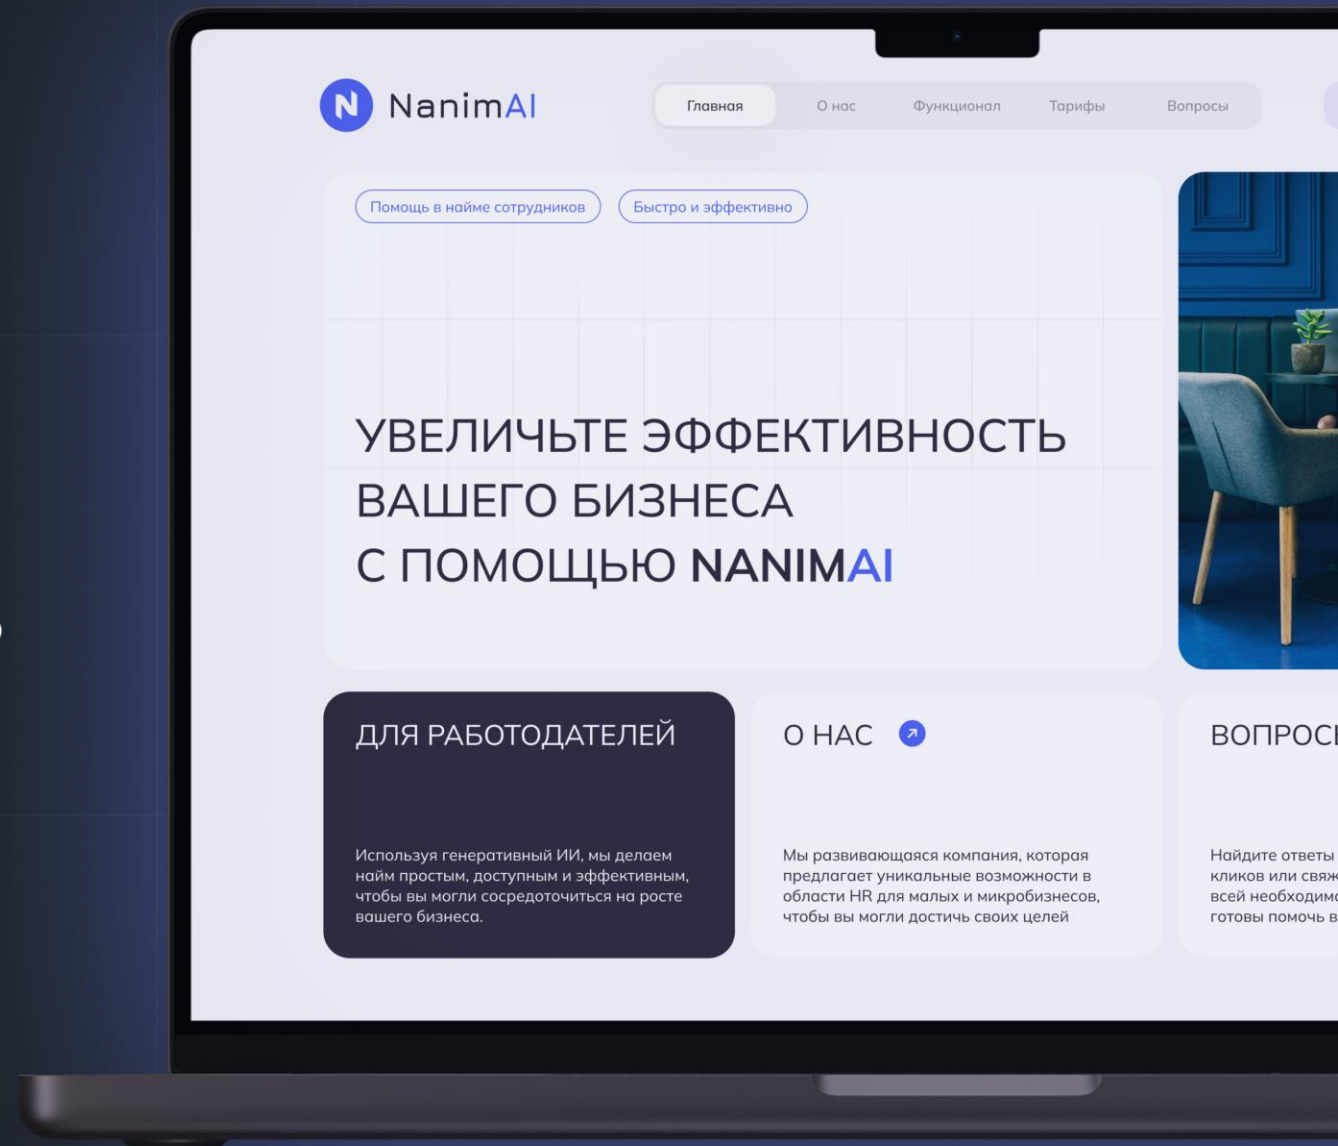 NanimAI
Главная
О нас
Функционал
Тарифы
Вопросы
Помощь в найме сотрудников
Быстро и эффективно
УВЕЛИЧЬТЕ ЭФФЕКТИВНОСТЬ
ВАШЕГО БИЗНЕСА
С ПОМОЩЬЮ NANIMAI
ДЛЯ РАБОТОДАТЕЛЕЙ
Используя генеративный ИИ, мы делаем
найм простым, доступным и эффективным,
чтобы вы могли сосредоточиться на росте
вашего бизнеса.
О НАС
Мы развивающаяся компания, которая
предлагает уникальные возможности в
области HR для малых и микробизнесов,
чтобы вы могли достичь своих целей
Найдите ответы
кликов или
всей
готовы помочь